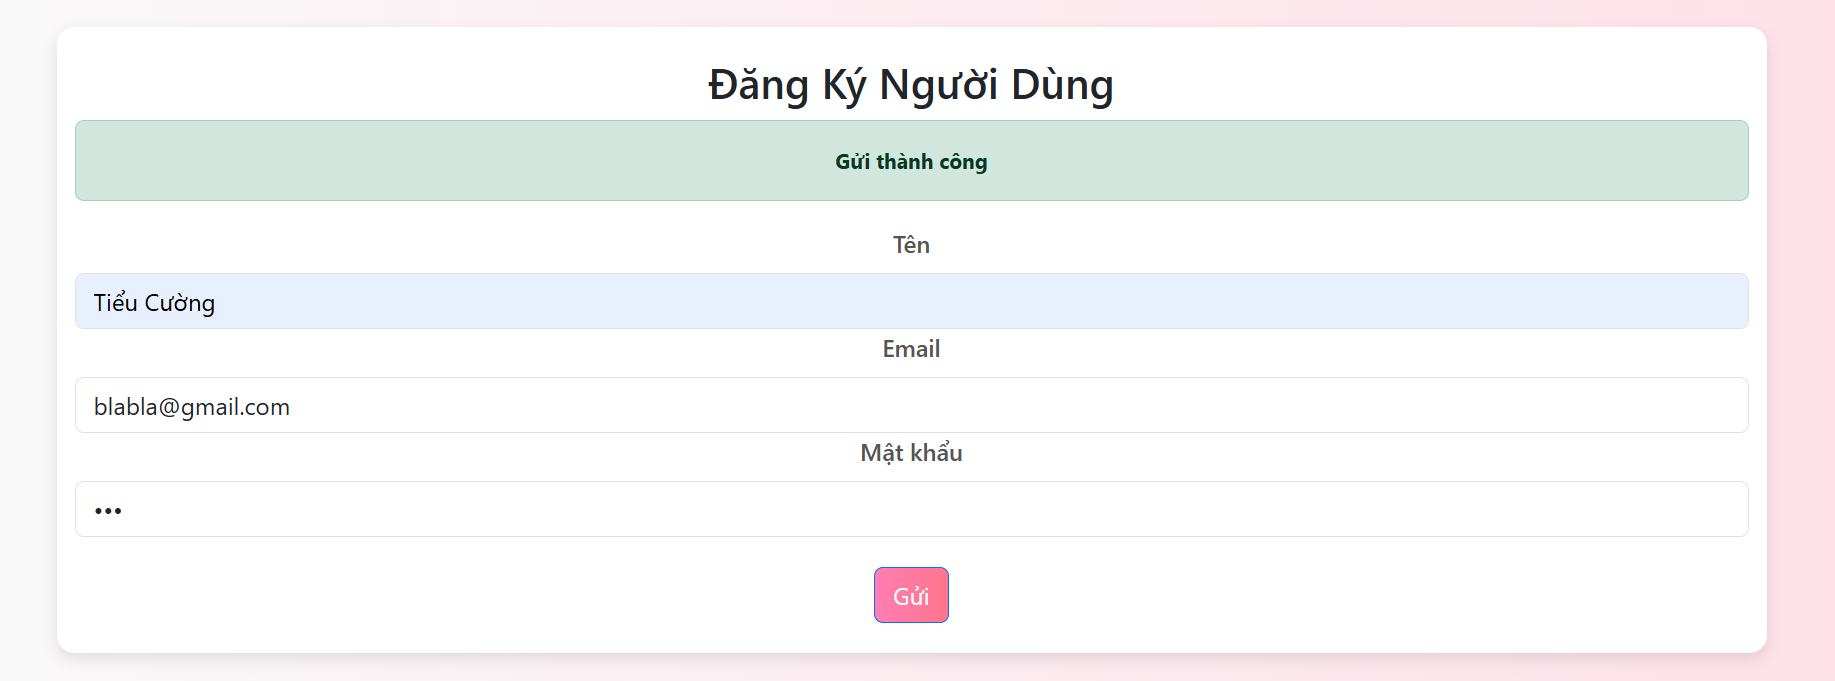 Đăng Ký Người Dùng
Gửi thành công
Tên
Tiểu Cường
Email
blabla@gmail.com
Mật khẩu
•••
Gửi